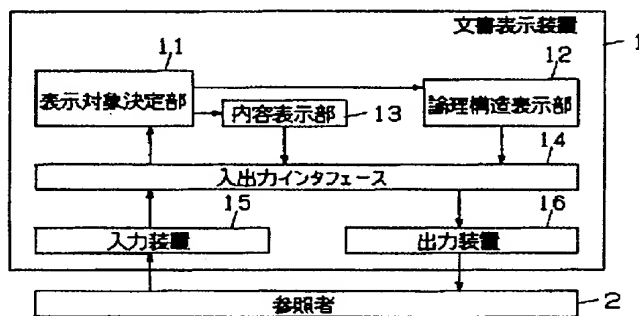 文書表示装置
1
11
12
表示対象決定部
内容表示部
13
論理構造表示部
14
入出力インタフェース
15
16
入力装置
出力装置
参照者
2